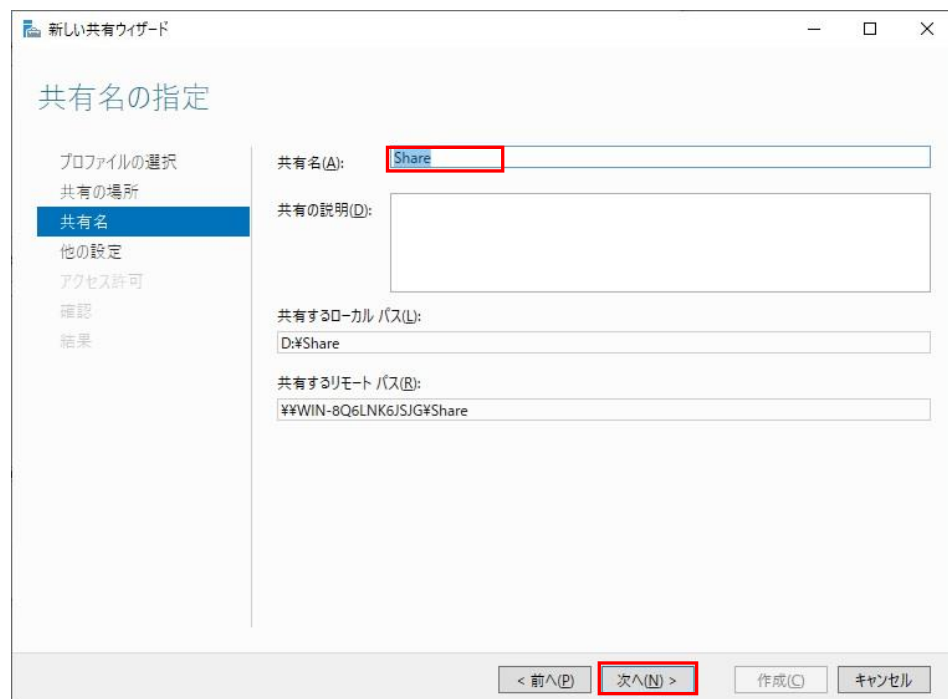 新しい共有ウィザード
共有名の指定
プロファイルの選択
共有の場所
共有名
他の設定
アクセス許可
確認
結果
共有名(A): Share
共有の説明(D):
共有するローカル パス(L):
D:¥Share
共有するリモート パス(R):
¥¥WIN-8Q6LNK6JSJG¥Share
< 前へ(P) 次へ(N) > 作成(C) キャンセル